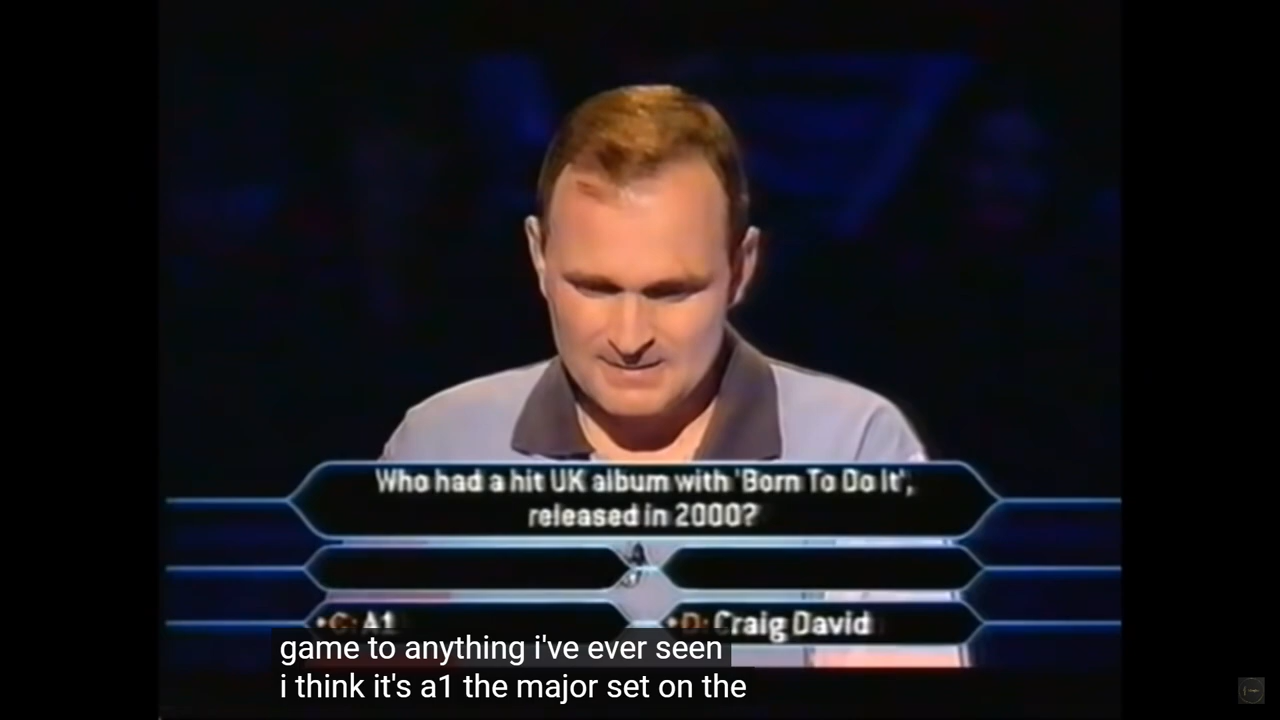 Who had a hit UK album with 'Born To Do It',
released in 2000?
•C: A1
•D: Craig David
game to anything i've ever seen
i think it's a1 the major set on the